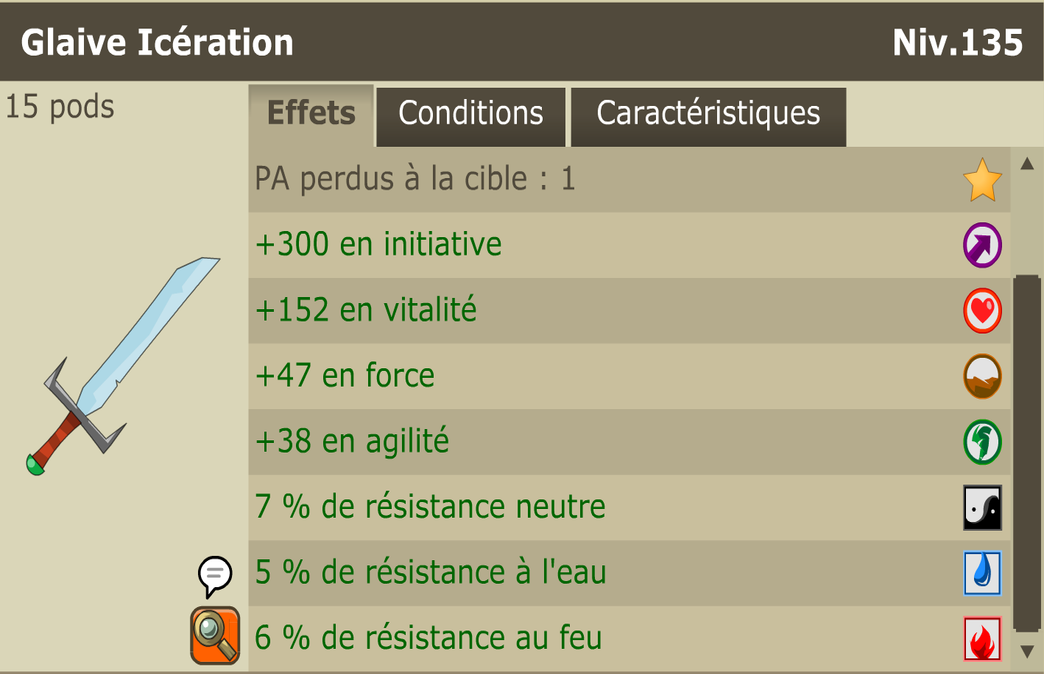 Glaive Icération
Niv.135
15 pods
Effets
Conditions
Caractéristiques
PA perdus à la cible : 1
+300 en initiative
+152 en vitalité
+47 en force
+38 en agilité
7 % de résistance neutre
5 % de résistance à l'eau
6 % de résistance au feu